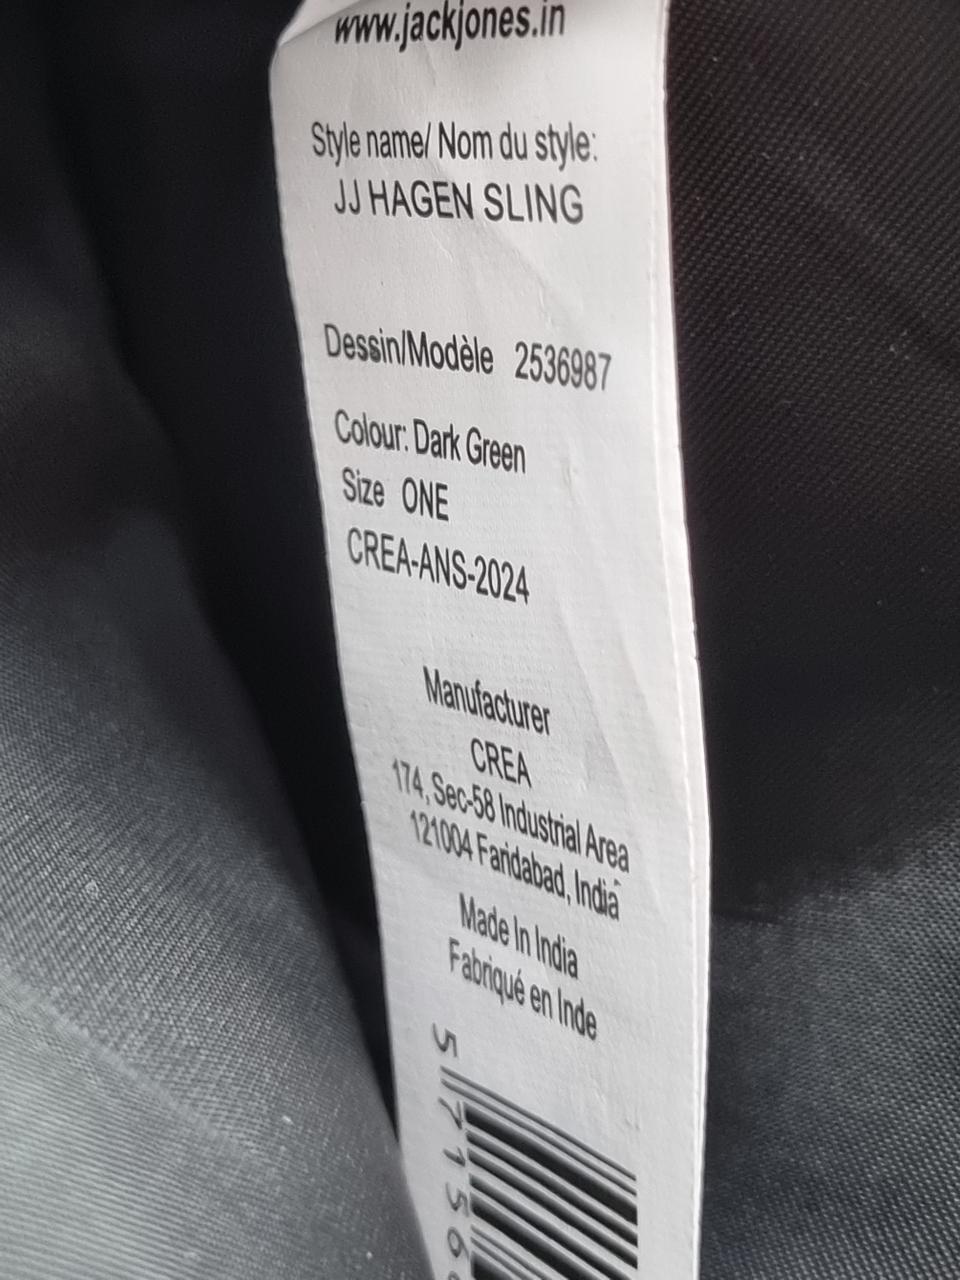 www.jackjones.in
Style name/ Nom du style:
JJ HAGEN SLING
Dessin/Modèle 2536987
Colour: Dark Green
Size ONE
CREA-ANS-2024
Manufacturer
CREA
174, Sec-58 Industrial Area
121004 Faridabad, India
Made In India
Fabriqué en Inde
5 71566